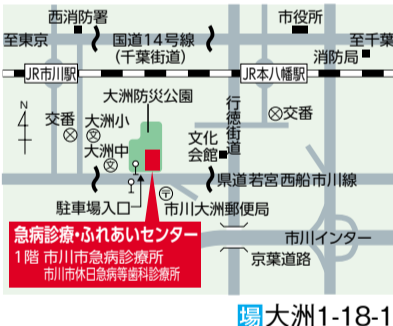 西消防署
市役所
至東京
国道14号線
(千葉街道)
至千葉
消防局
JR市川駅
JR本八幡駅
N
大洲防災公園
交番
大洲小
文
大洲中
文
行徳街道
交番
文化
会館
県道若宮西船市川線
駐車場入口
市川大洲郵便局
急病診療・ふれあいセンター
1階 市川市急病診療所
市川市休日急病等歯科診療所
市川インター
京葉道路
場大洲1-18-1